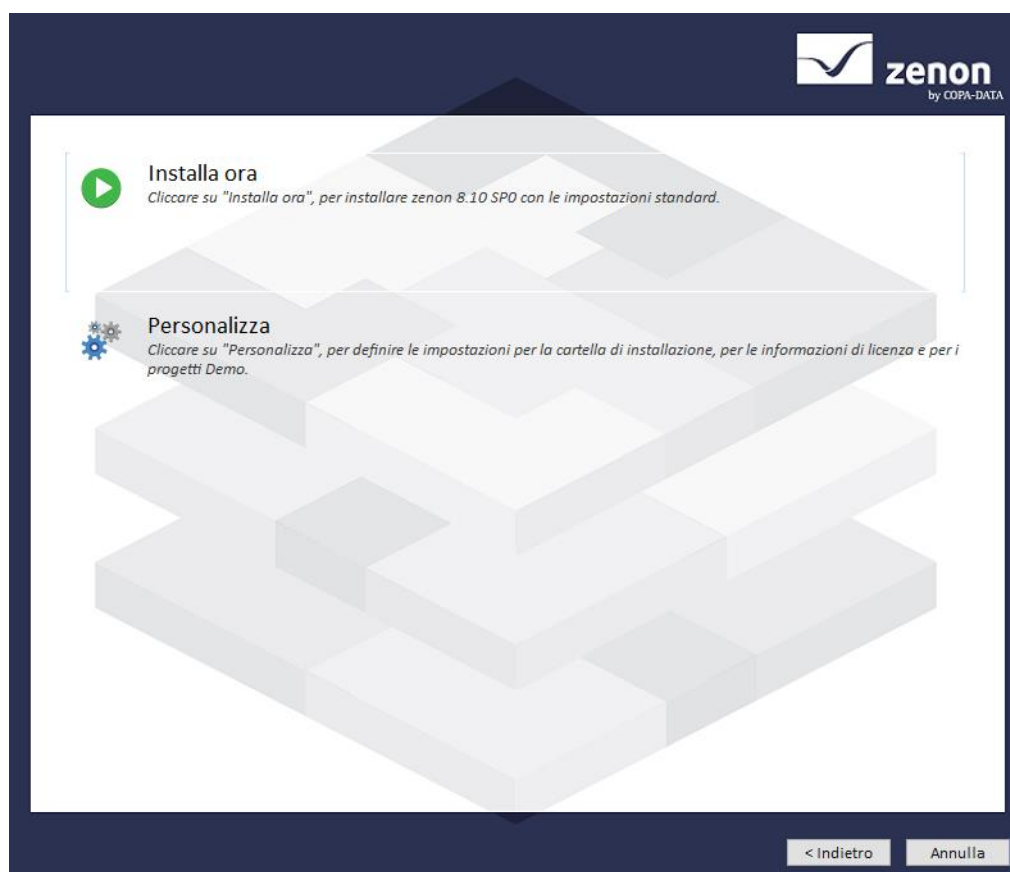 zenon
by COPA-DATA
Installa ora
Cliccare su "Installa ora", per installare zenon 8.10 SP0 con le impostazioni standard.
Personalizza
Cliccare su "Personalizza", per definire le impostazioni per la cartella di installazione, per le informazioni di licenza e per i
progetti Demo.
< Indietro
Annulla